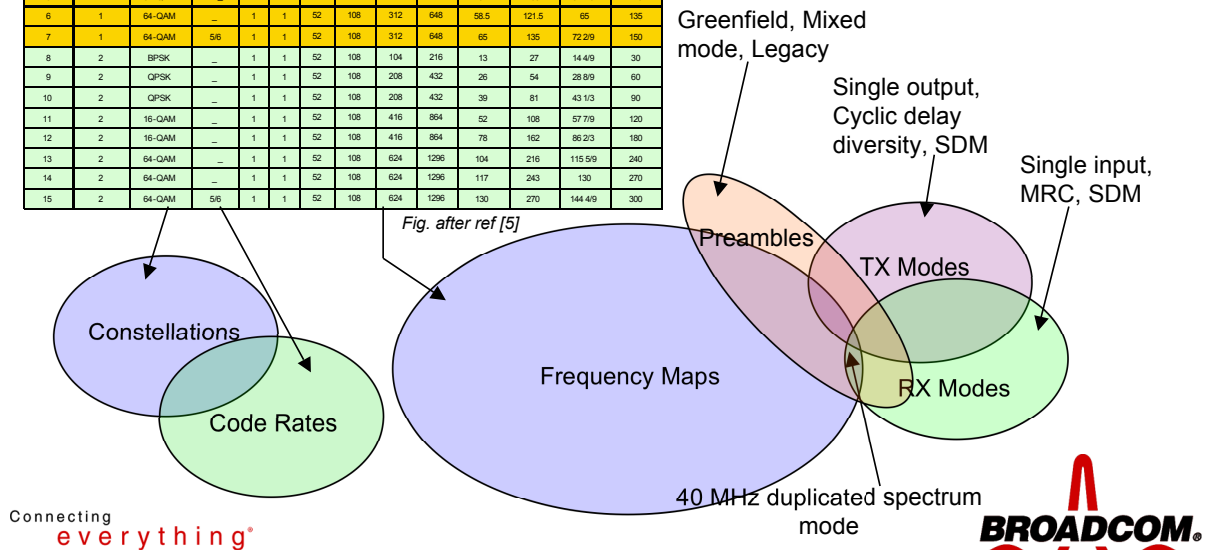 6 1 64-QAM _ 1 1 52 108 312 648 58.5 121.5 65 135
7 1 64-QAM 5/6 1 1 52 108 312 648 65 135 72 2/9 150
8 2 BPSK _ 1 1 52 108 104 216 13 27 14 4/9 30
9 2 QPSK _ 1 1 52 108 208 432 26 54 28 8/9 60
10 2 QPSK _ 1 1 52 108 208 432 39 81 43 1/3 90
11 2 16-QAM _ 1 1 52 108 416 864 52 108 57 7/9 120
12 2 16-QAM _ 1 1 52 108 416 864 78 162 86 2/3 180
13 2 64-QAM _ 1 1 52 108 624 1296 104 216 115 5/9 240
14 2 64-QAM _ 1 1 52 108 624 1296 117 243 130 270
15 2 64-QAM 5/6 1 1 52 108 624 1296 130 270 144 4/9 300
Fig. after ref [5]
Greenfield, Mixed
mode, Legacy
Single output,
Cyclic delay
diversity, SDM
Single input,
MRC, SDM
Preambles
TX Modes
Constellations
Frequency Maps
RX Modes
Code Rates
40 MHz duplicated spectrum
mode
Connecting
everything®
BROADCOM®